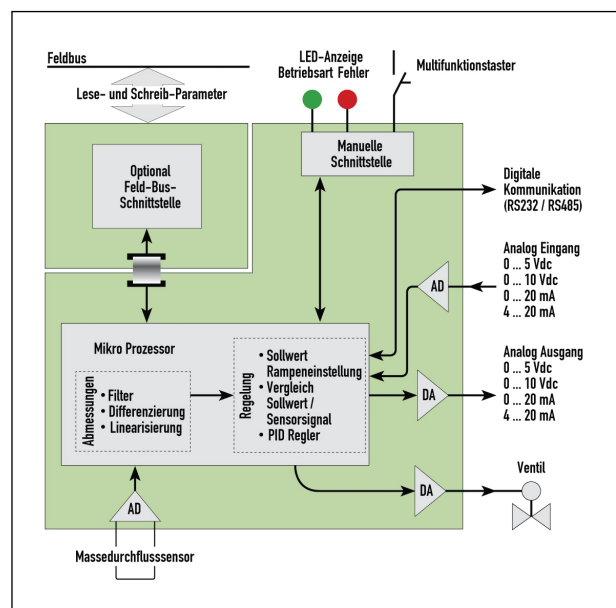 Feldbus
Lese- und Schreib-Parameter
LED-Anzeige
Betriebsart Fehler
Multifunktionstaster
Optional
Feld-Bus-
Schnittstelle
Manuelle
Schnittstelle
Digitale
Kommunikation
(RS232 / RS485)
Analog Eingang
0 ... 5 Vdc
0 ... 10 Vdc
0 ... 20 mA
4 ... 20 mA
AD
Mikro Prozessor
Abmessungen
• Filter
• Differenzierung
• Linearisierung
Regelung
• Sollwert
Rampeneinstellung
• Vergleich
Sollwert /
Sensorsignal
• PID Regler
DA
Analog Ausgang
0 ... 5 Vdc
0 ... 10 Vdc
0 ... 20 mA
4 ... 20 mA
DA
Ventil
AD
Massedurchflusssensor